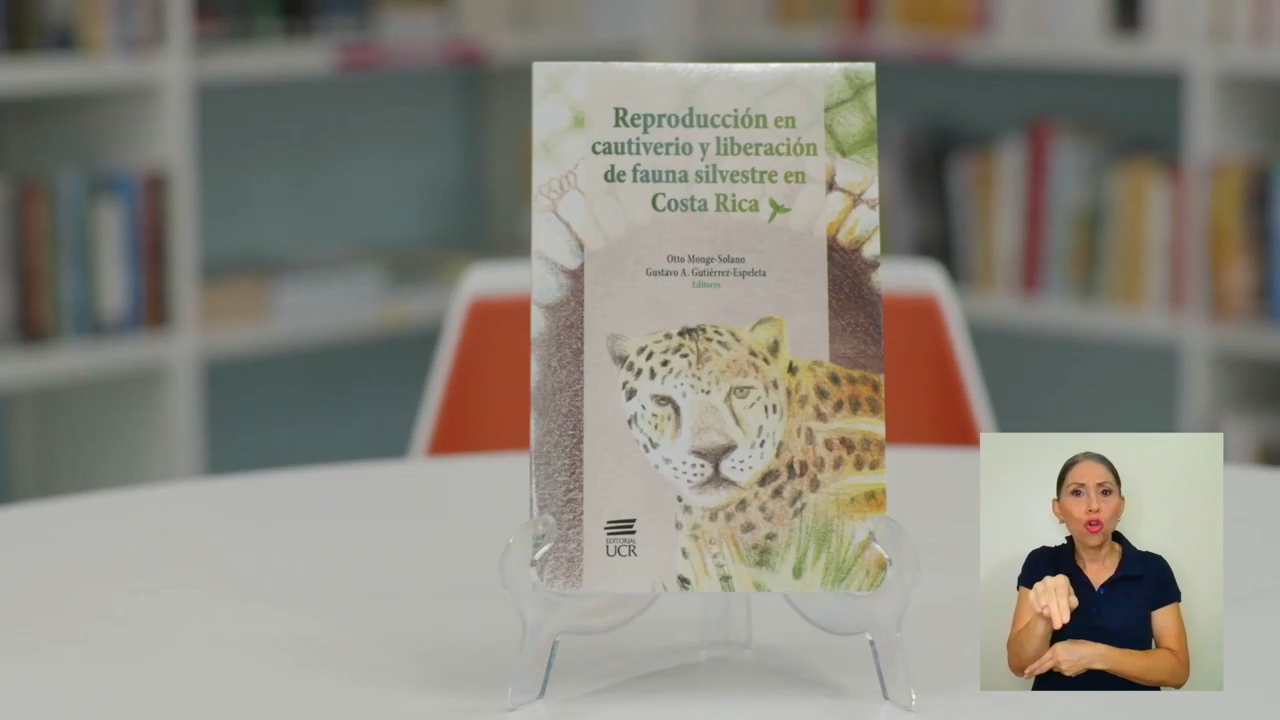 Reproducción en
cautiverio y liberación
de fauna silvestre en
Costa Rica
Otto Monge-Solano
Gustavo A. Gutiérrez-Espeleta
Editores
EDITORIAL
UCR